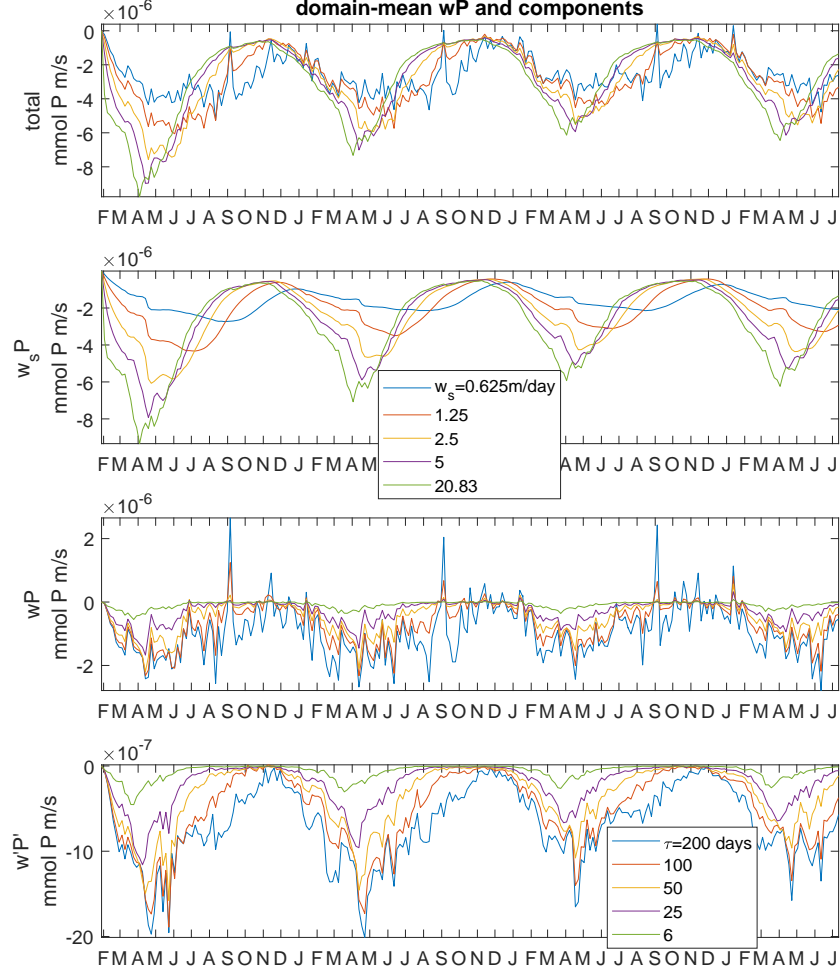 domain-mean wP and components
×10⁻⁶
0
-2
-4
-6
-8
total
mmol P m/s
F M A M J J A S O N D J F M A M J J A S O N D J F M A M J J A S O N D J F M A M J J
×10⁻⁶
-2
-4
-6
-8
wₛP
mmol P m/s
wₛ=0.625m/day
1.25
2.5
5
20.83
F M A M J J A S O N D J F M A M J J A S O N D J F M A M J J A S O N D J F M A M J J
×10⁻⁶
2
0
-2
wP
mmol P m/s
F M A M J J A S O N D J F M A M J J A S O N D J F M A M J J A S O N D J F M A M J J
×10⁻⁷
0
-10
-20
w'P'
mmol P m/s
τ=200 days
100
50
25
6
F M A M J J A S O N D J F M A M J J A S O N D J F M A M J J A S O N D J F M A M J J